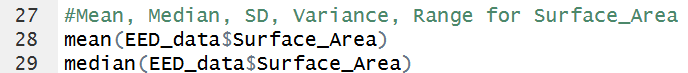 27 #Mean, Median, SD, Variance, Range for Surface_Area
28 mean(EED_data$Surface_Area)
29 median(EED_data$Surface_Area)